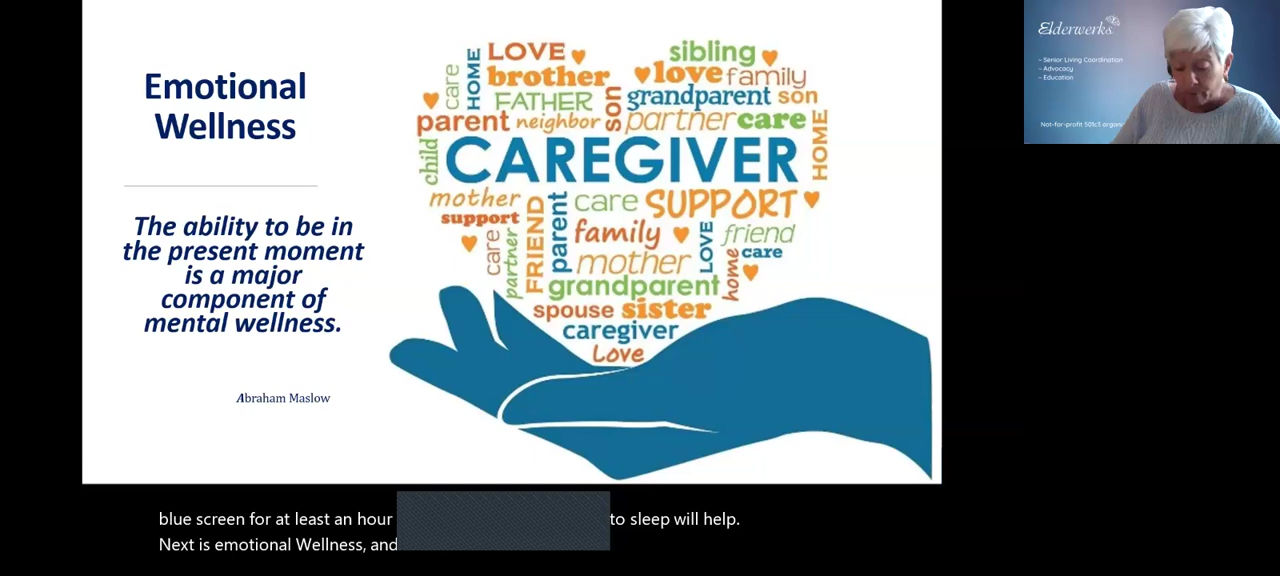 Emotional
Wellness
The ability to be in
the present moment
is a major
component of
mental wellness.
Abraham Maslow
LOVE
sibling
care
HOME
brother
love family
FATHER
son
grandparent son
parent neighbor
partner care
HOME
child
CAREGIVER
mother
support
FRIEND
parent
care SUPPORT
family
LOVE
friend
care
partner
mother
home
care
grandparent
spouse sister
caregiver
Love
Elderwerks
– Senior Living Coordination
– Advocacy
– Education
Not-for-profit 501c3
blue screen for at least an hour to sleep will help.
Next is emotional Wellness, and